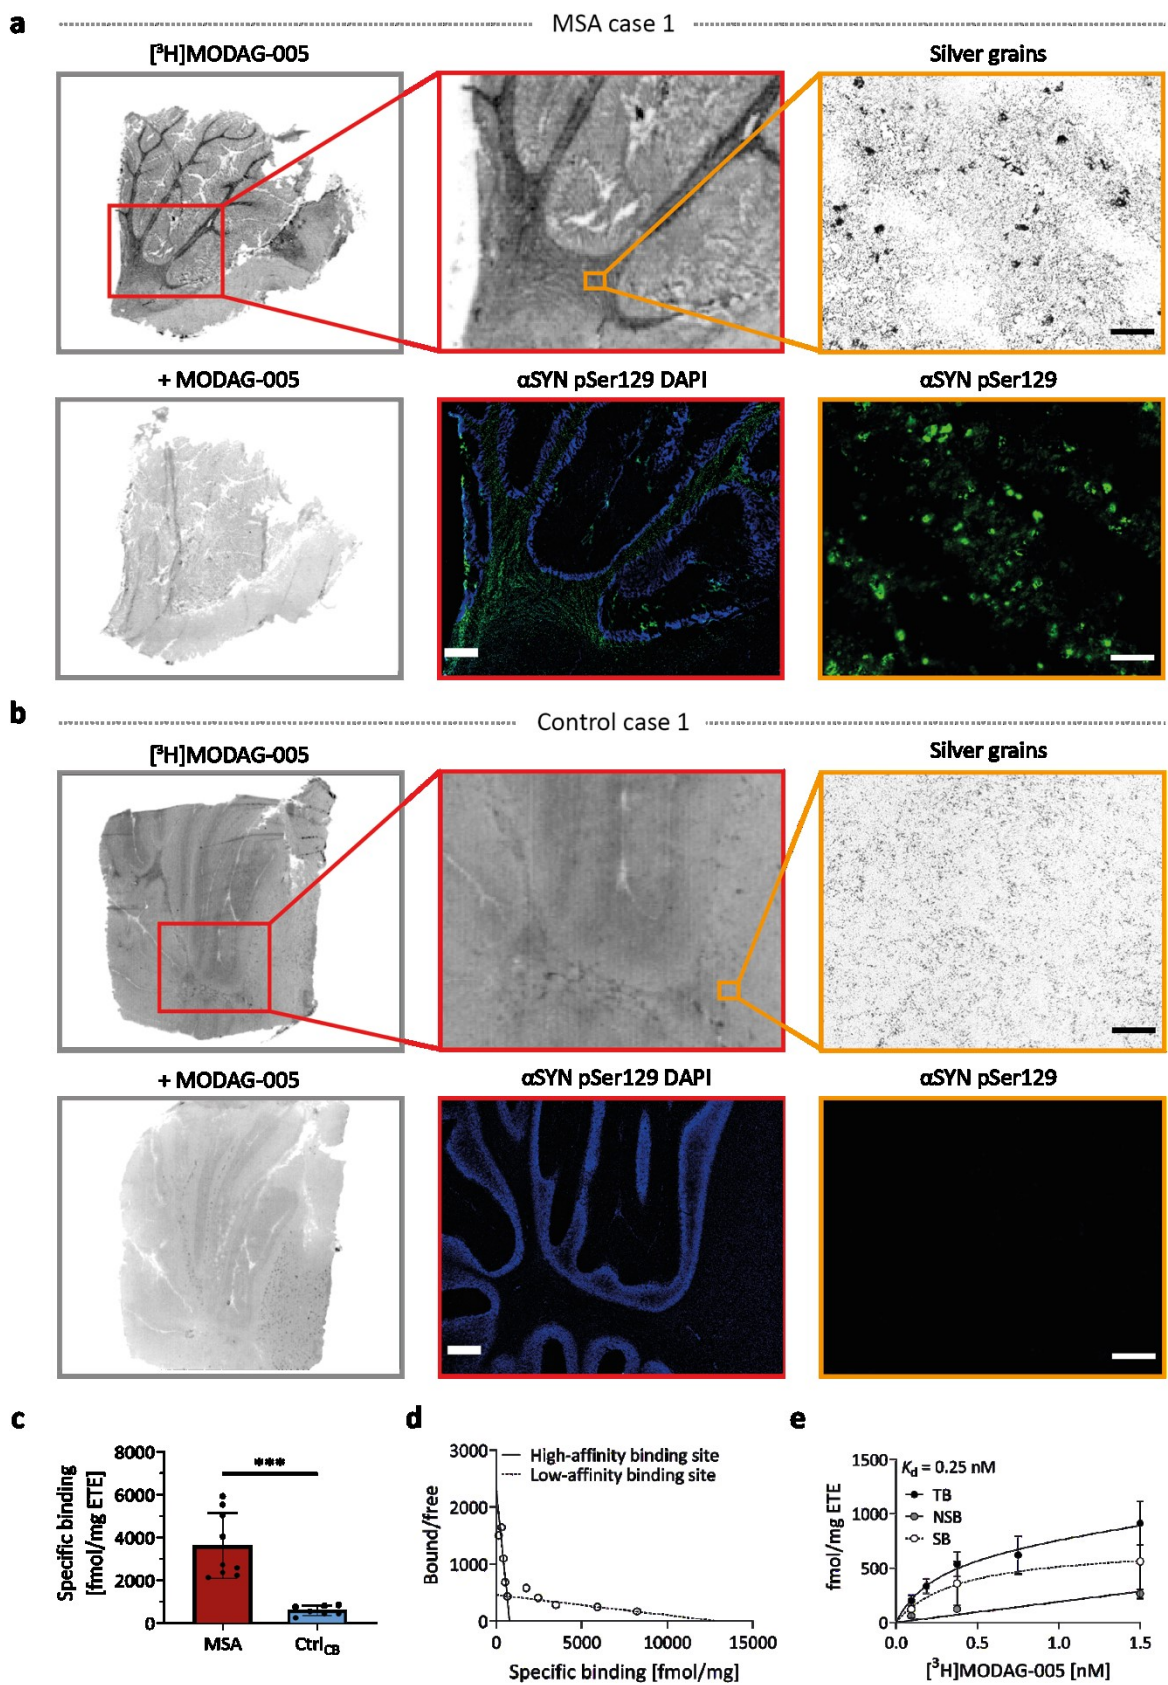 a
MSA case 1
[³H]MODAG-005
Silver grains
+ MODAG-005
αSYN pSer129 DAPI
αSYN pSer129
b
Control case 1
[³H]MODAG-005
Silver grains
+ MODAG-005
αSYN pSer129 DAPI
αSYN pSer129
c
Specific binding
[fmol/mg ETE]
8000
6000
4000
2000
0
***
MSA
Ctrl_CB
d
Bound/free
3000
2000
1000
0
High-affinity binding site
Low-affinity binding site
0
5000
10000
15000
Specific binding [fmol/mg]
e
fmol/mg ETE
1500
1000
500
0
K_d = 0.25 nM
TB
NSB
SB
0.0
0.5
1.0
1.5
[³H]MODAG-005 [nM]